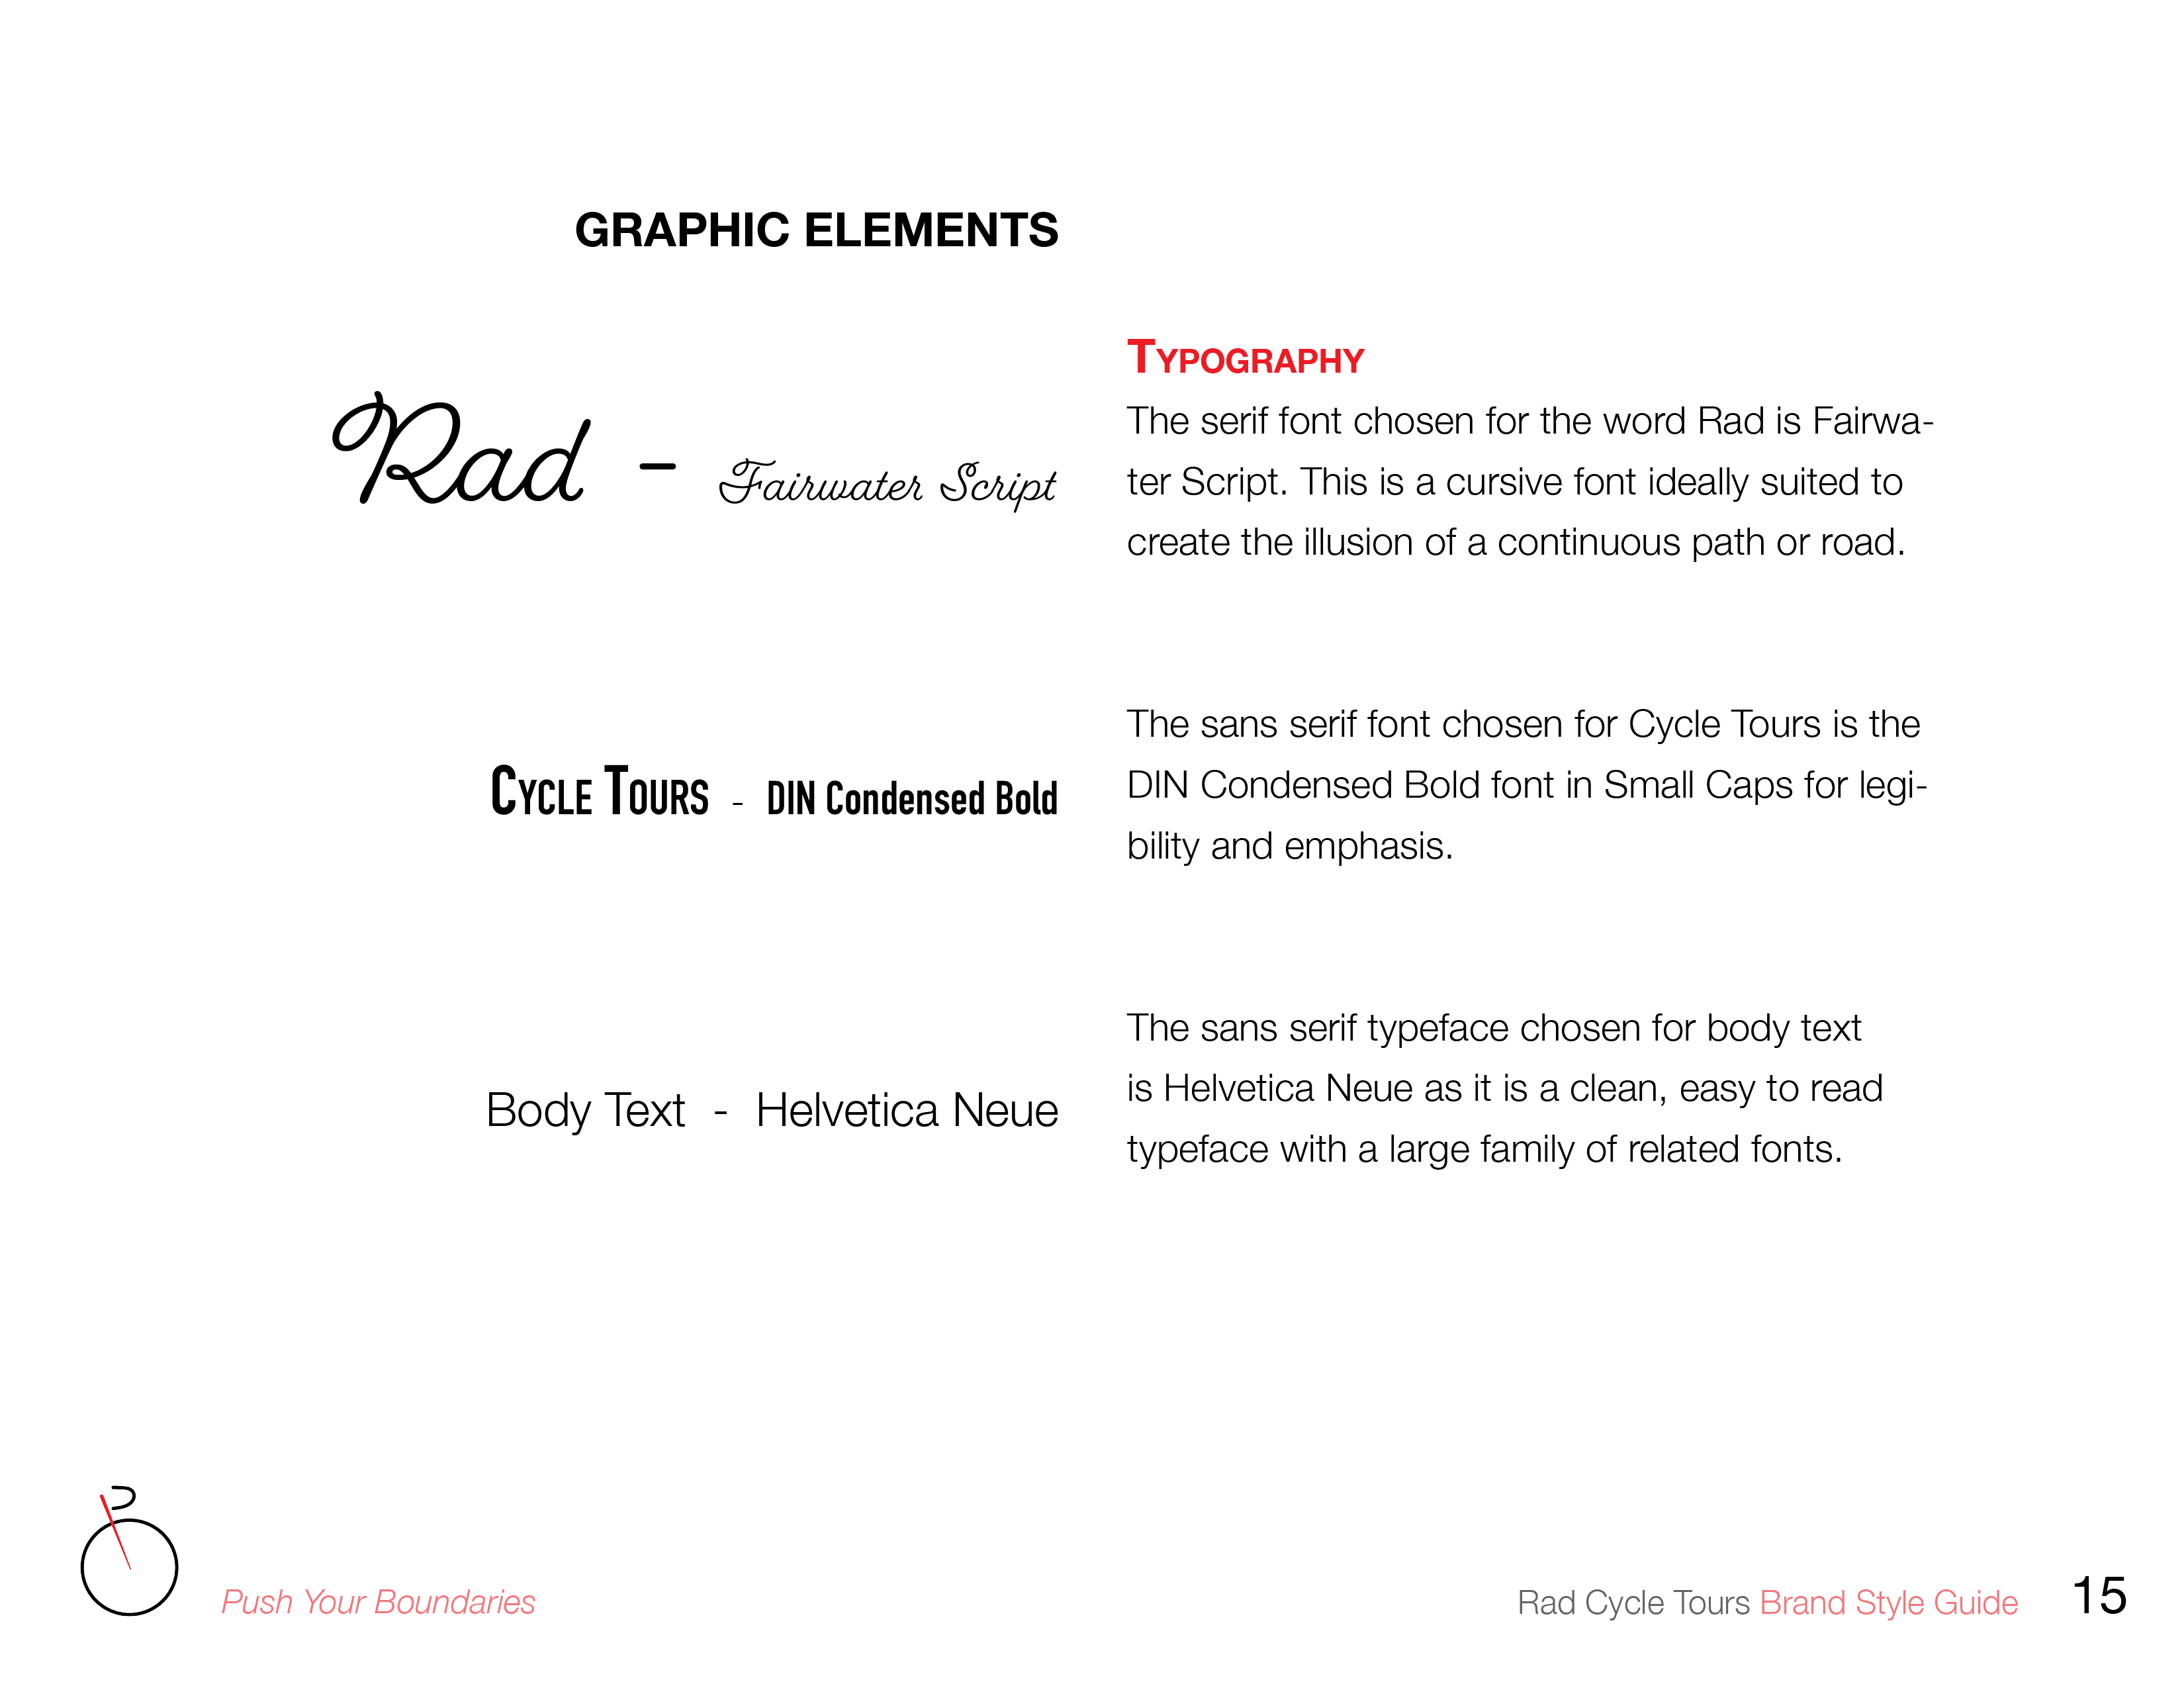 GRAPHIC ELEMENTS
TYPOGRAPHY
Rad - Fairwater Script
The serif font chosen for the word Rad is Fairwa-
ter Script. This is a cursive font ideally suited to
create the illusion of a continuous path or road.
CYCLE TOURS - DIN Condensed Bold
The sans serif font chosen for Cycle Tours is the
DIN Condensed Bold font in Small Caps for legi-
bility and emphasis.
Body Text - Helvetica Neue
The sans serif typeface chosen for body text
is Helvetica Neue as it is a clean, easy to read
typeface with a large family of related fonts.
Push Your Boundaries
Rad Cycle Tours Brand Style Guide 15